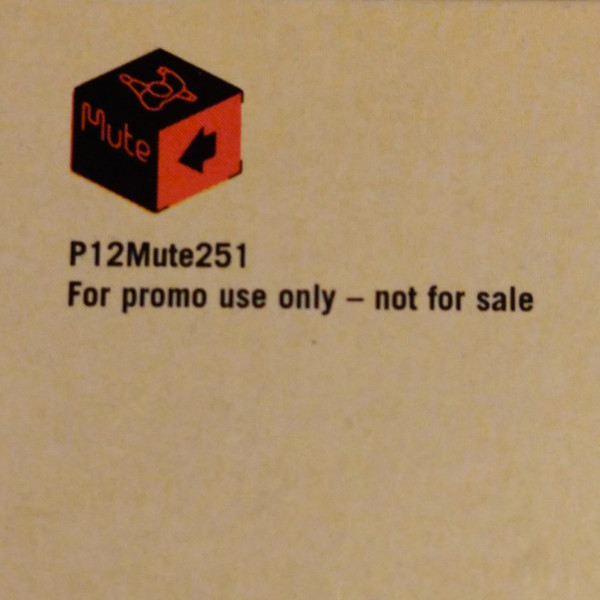 Mute
P12Mute251
For promo use only – not for sale